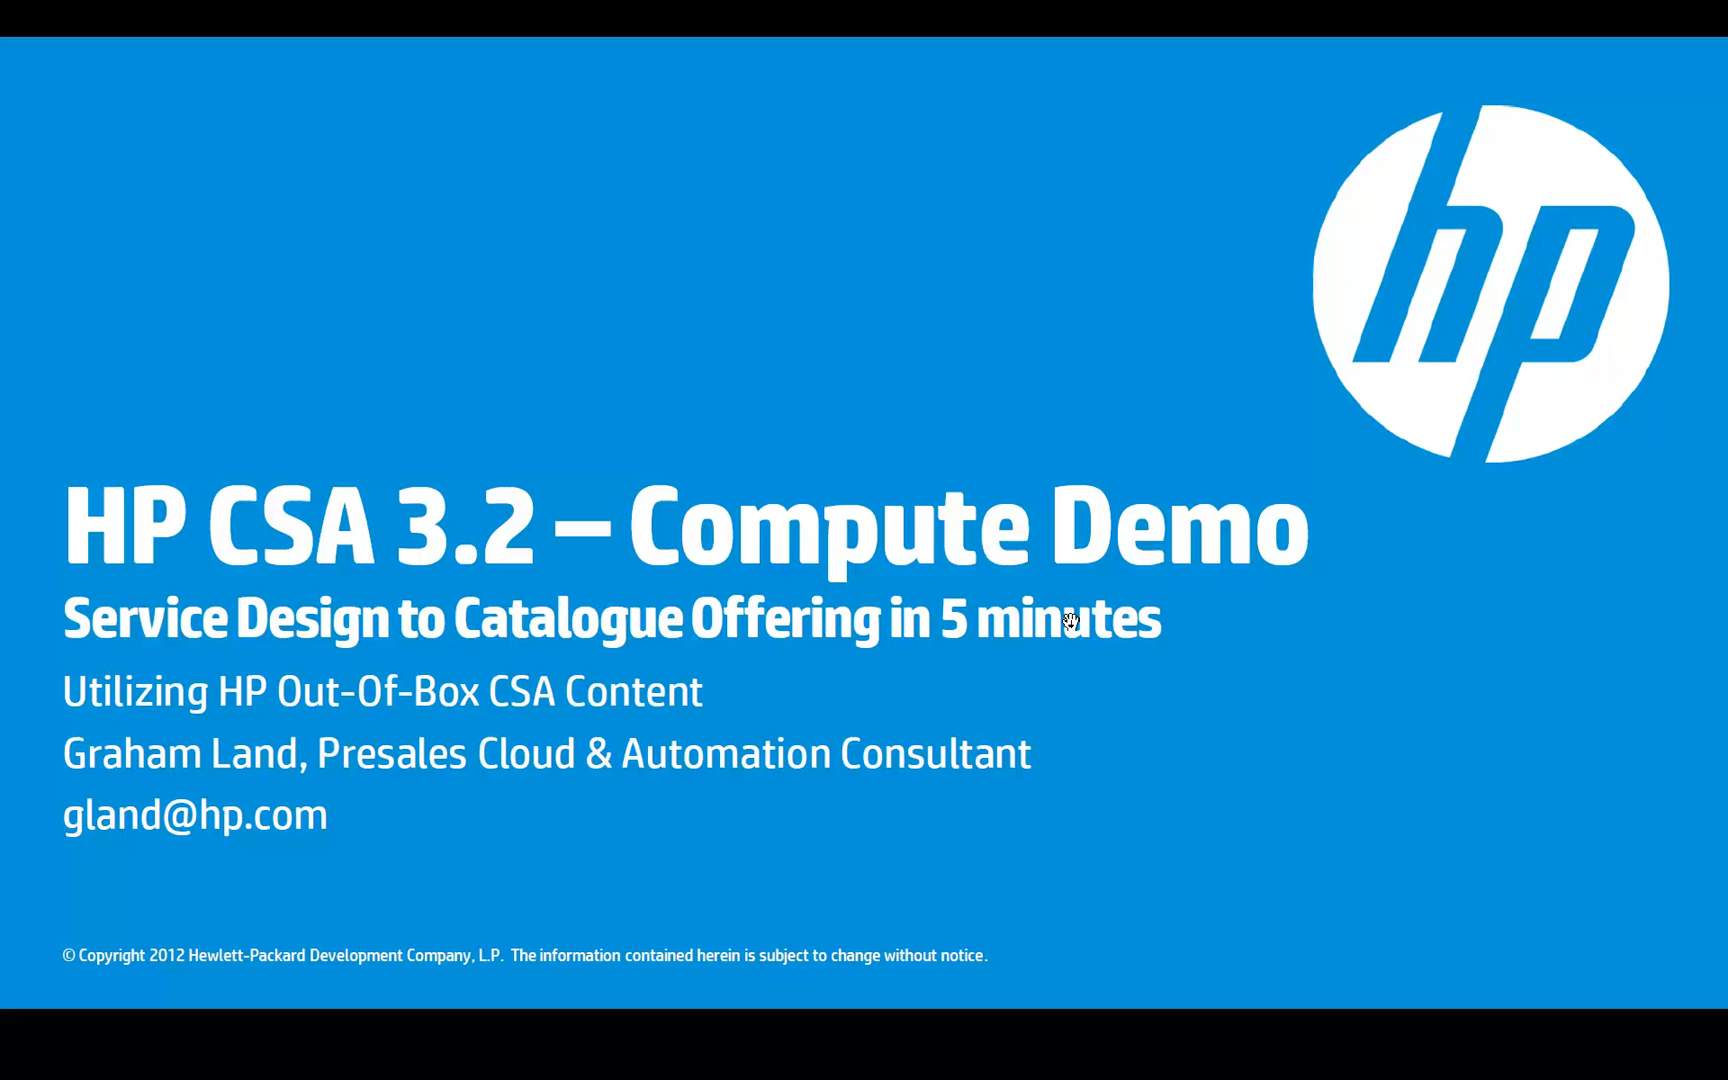 hp
HP CSA 3.2 – Compute Demo
Service Design to Catalogue Offering in 5 minutes
Utilizing HP Out-Of-Box CSA Content
Graham Land, Presales Cloud & Automation Consultant
gland@hp.com
© Copyright 2012 Hewlett-Packard Development Company, L.P. The information contained herein is subject to change without notice.